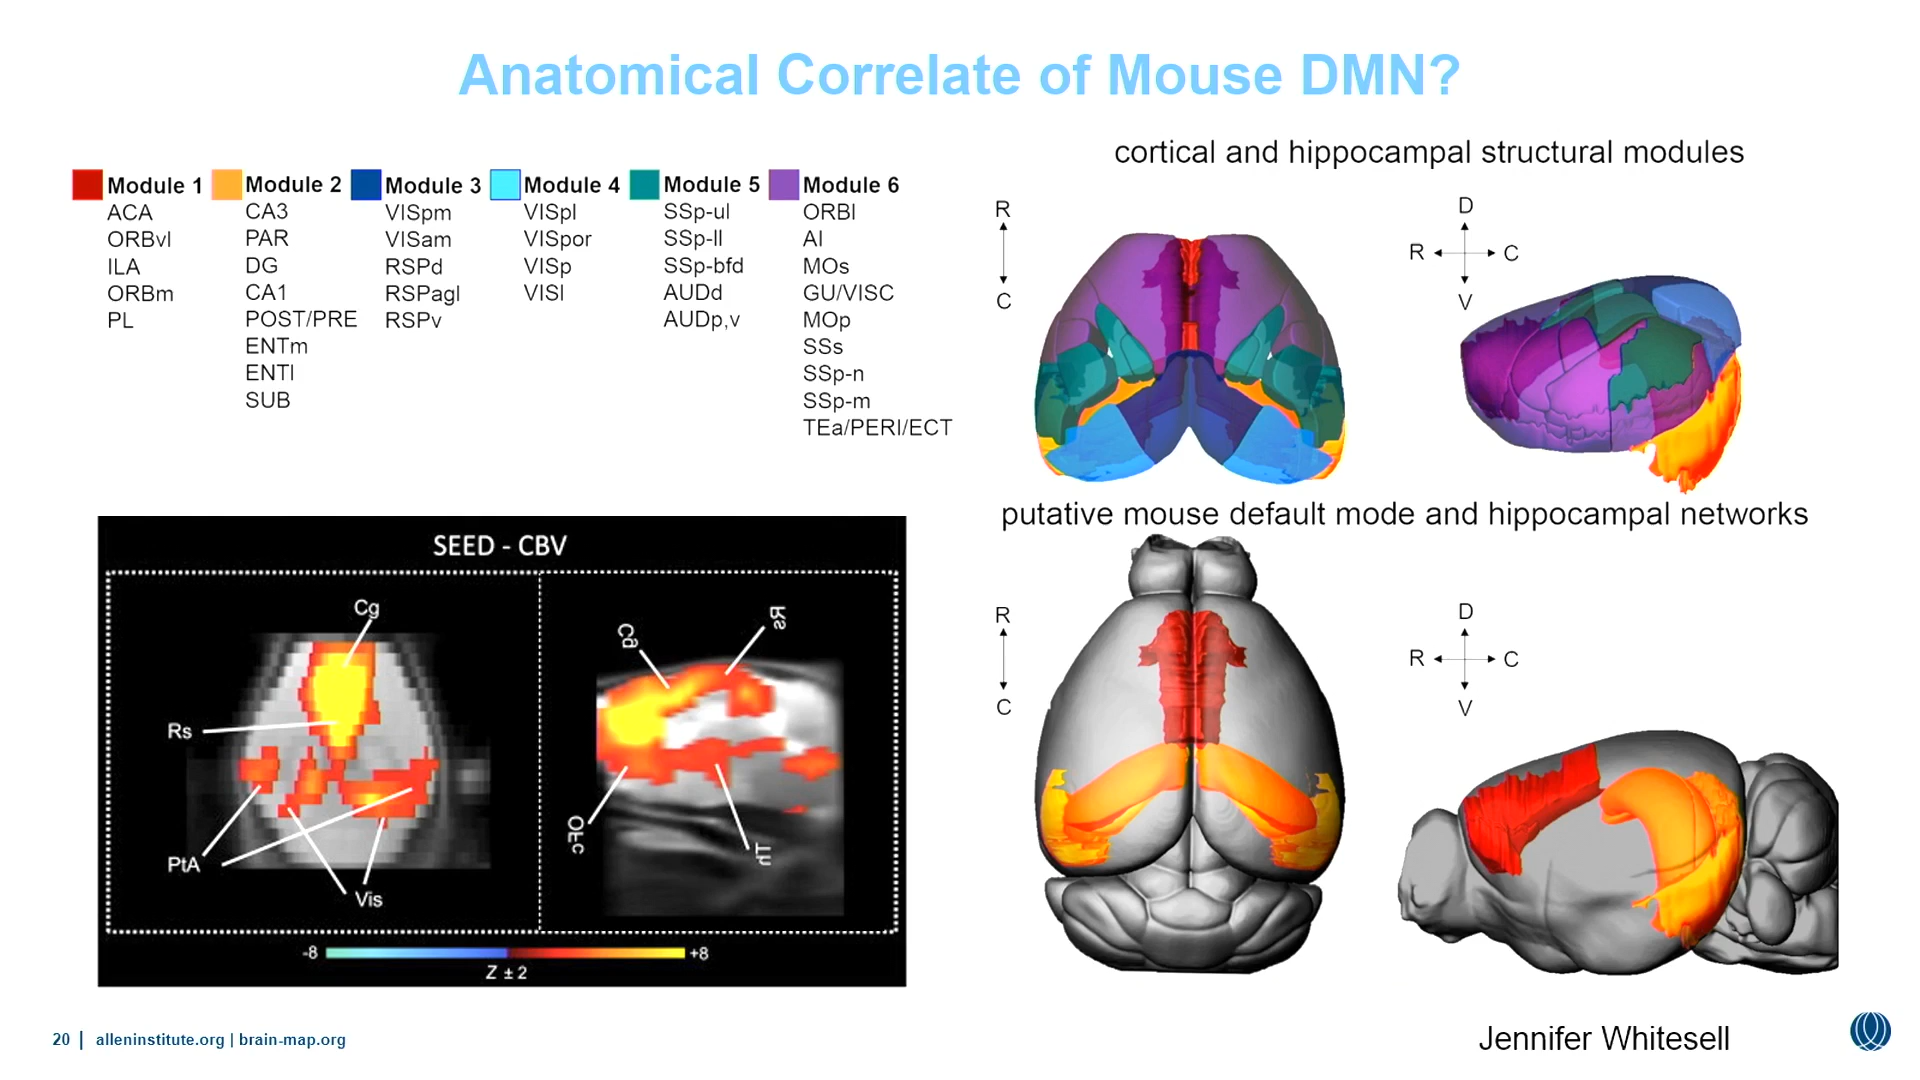 Anatomical Correlate of Mouse DMN?
Module 1
ACA
ORBvl
ILA
ORBm
PL
Module 2
CA3
PAR
DG
CA1
POST/PRE
ENTm
ENTl
SUB
Module 3
VISpm
VISam
RSPd
RSPagl
RSPv
Module 4
VISpl
VISpor
VISp
VISl
Module 5
SSp-ul
SSp-ll
SSp-bfd
AUDd
AUDp,v
Module 6
ORBl
AI
MOs
GU/VISC
MOp
SSs
SSp-n
SSp-m
TEa/PERI/ECT
cortical and hippocampal structural modules
R
C
D
R C
V
SEED - CBV
Cg
Rs
PtA
Vis
Cg
Rs
OFc
Th
-8 +8
Z ± 2
putative mouse default mode and hippocampal networks
R
C
D
R C
V
20 | alleninstitute.org | brain-map.org
Jennifer Whitesell